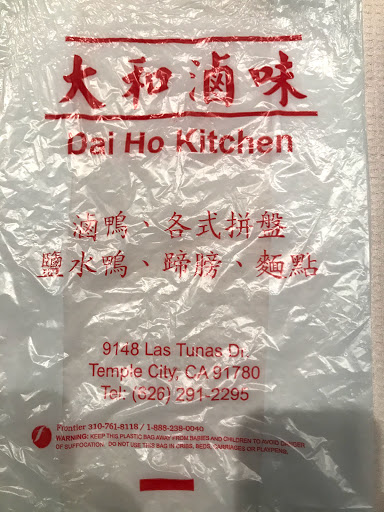 大和滷味
Dai Ho Kitchen
滷鴨、各式拼盤
鹽水鴨、蹄膀、麵點
9148 Las Tunas Dr.
Temple City, CA 91780
Tel: (626) 291-2295
Frontier 310-761-8118 / 1-888-238-0040
WARNING: KEEP THIS PLASTIC BAG AWAY FROM BABIES AND CHILDREN TO AVOID DANGER
OF SUFFOCATION. DO NOT USE THIS BAG IN CRIBS, BEDS, CARRIAGES OR PLAYPENS.